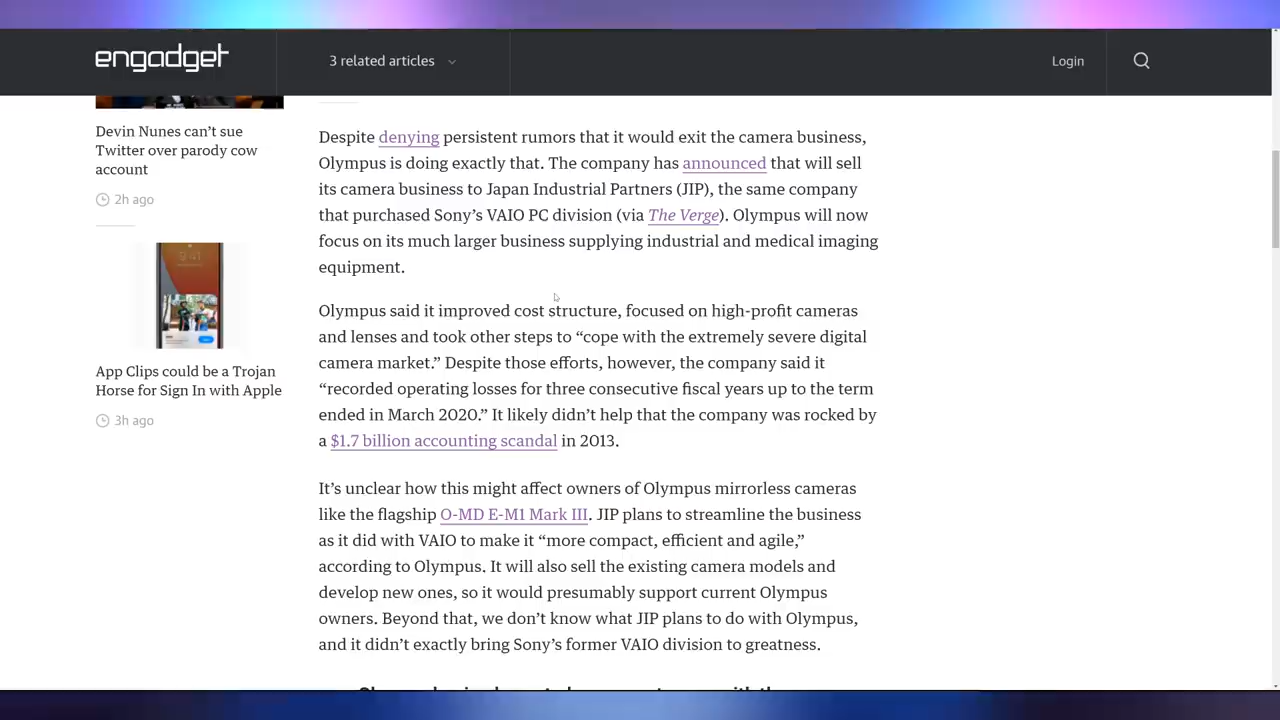 engadget
3 related articles
Login
Devin Nunes can’t sue
Twitter over parody cow
account
2h ago
9:41
App Clips could be a Trojan
Horse for Sign In with Apple
3h ago
Despite denying persistent rumors that it would exit the camera business,
Olympus is doing exactly that. The company has announced that will sell
its camera business to Japan Industrial Partners (JIP), the same company
that purchased Sony’s VAIO PC division (via The Verge). Olympus will now
focus on its much larger business supplying industrial and medical imaging
equipment.
Olympus said it improved cost structure, focused on high-profit cameras
and lenses and took other steps to “cope with the extremely severe digital
camera market.” Despite those efforts, however, the company said it
“recorded operating losses for three consecutive fiscal years up to the term
ended in March 2020.” It likely didn’t help that the company was rocked by
a $1.7 billion accounting scandal in 2013.
It’s unclear how this might affect owners of Olympus mirrorless cameras
like the flagship O-MD E-M1 Mark III. JIP plans to streamline the business
as it did with VAIO to make it “more compact, efficient and agile,”
according to Olympus. It will also sell the existing camera models and
develop new ones, so it would presumably support current Olympus
owners. Beyond that, we don’t know what JIP plans to do with Olympus,
and it didn’t exactly bring Sony’s former VAIO division to greatness.